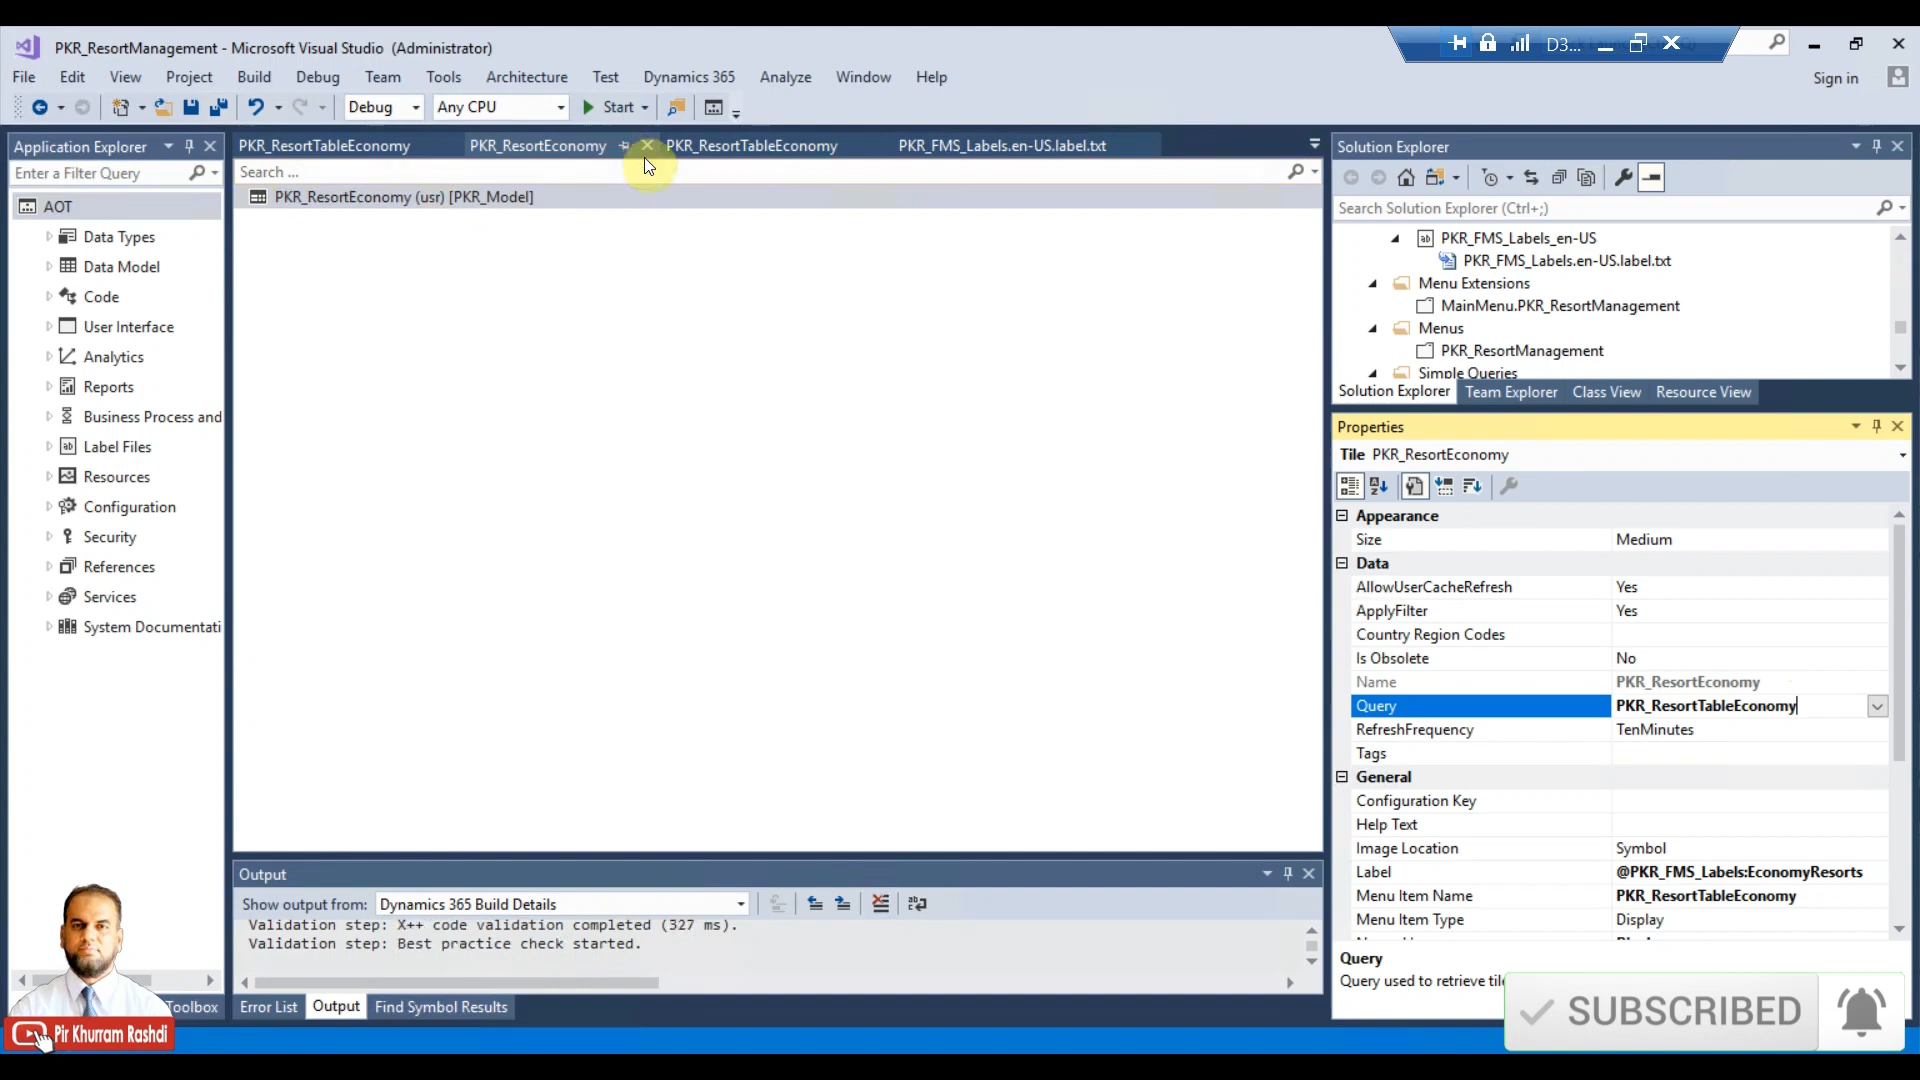 PKR_ResortManagement - Microsoft Visual Studio (Administrator)
D3...
File Edit View Project Build Debug Team Tools Architecture Test Dynamics 365 Analyze Window Help
Sign in
Debug Any CPU Start
Application Explorer
Enter a Filter Query
AOT
Data Types
Data Model
Code
User Interface
Analytics
Reports
Business Process and
Label Files
Resources
Configuration
Security
References
Services
System Documentati
Toolbox
PKR_ResortTableEconomy PKR_ResortEconomy PKR_ResortTableEconomy PKR_FMS_Labels.en-US.label.txt
Search ...
PKR_ResortEconomy (usr) [PKR_Model]
Output
Show output from: Dynamics 365 Build Details
Validation step: X++ code validation completed (327 ms).
Validation step: Best practice check started.
Error List Output Find Symbol Results
Solution Explorer
Search Solution Explorer (Ctrl+;)
PKR_FMS_Labels_en-US
PKR_FMS_Labels.en-US.label.txt
Menu Extensions
MainMenu.PKR_ResortManagement
Menus
PKR_ResortManagement
Simple Queries
Solution Explorer Team Explorer Class View Resource View
Properties
Tile PKR_ResortEconomy
Appearance
Size Medium
Data
AllowUserCacheRefresh Yes
ApplyFilter Yes
Country Region Codes
Is Obsolete No
Name PKR_ResortEconomy
Query PKR_ResortTableEconomy
RefreshFrequency TenMinutes
Tags
General
Configuration Key
Help Text
Image Location Symbol
Label @PKR_FMS_Labels:EconomyResorts
Menu Item Name PKR_ResortTableEconomy
Menu Item Type Display
Query
Query used to retrieve til
SUBSCRIBED
Pir Khurram Rashdi